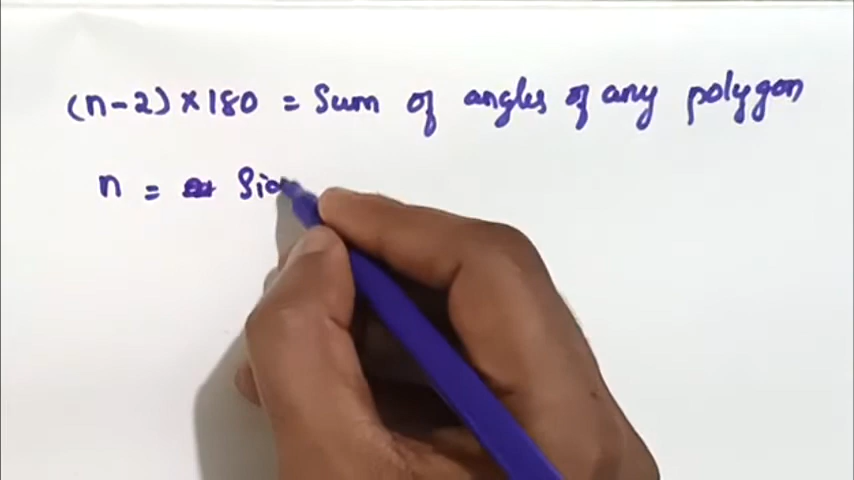 (n-2)×180 = Sum of angles of any polygon
n =